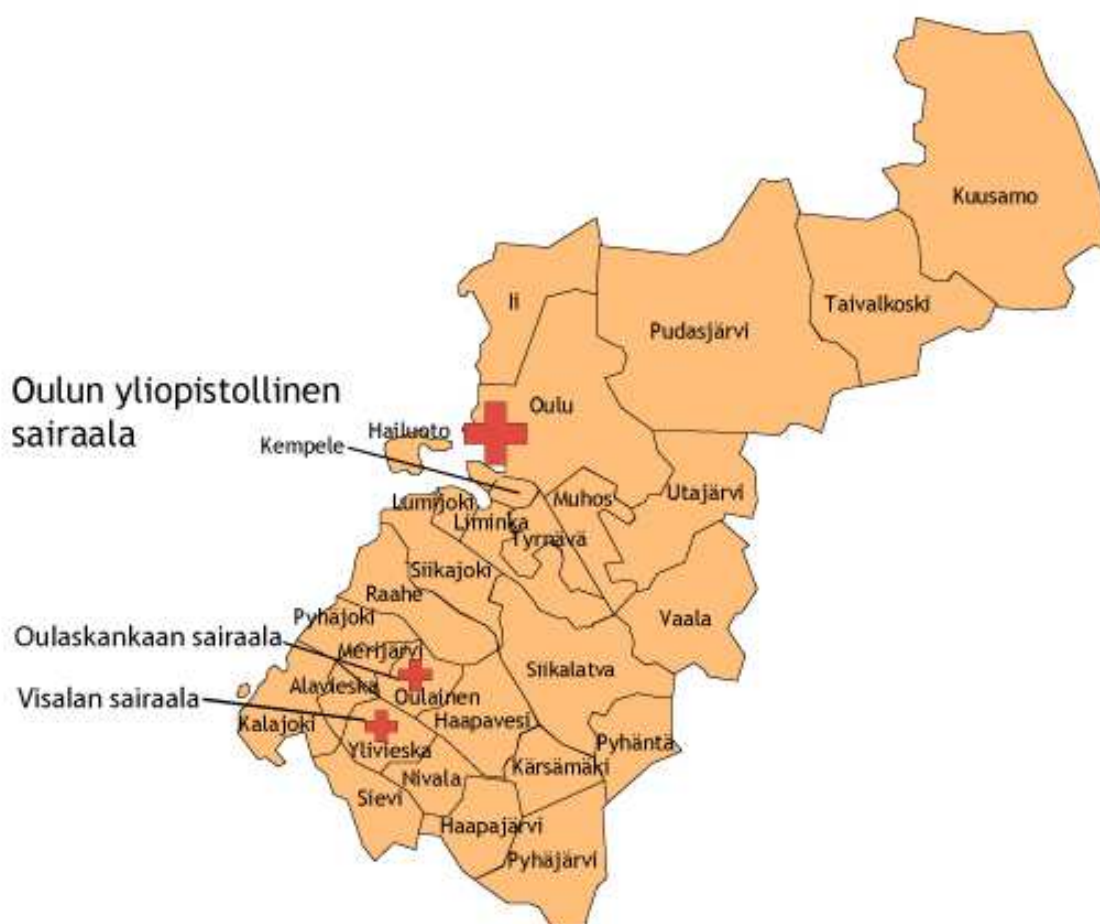 Kuusamo
Taivalkoski
Ii
Pudasjärvi
Oulun yliopistollinen
sairaala
Oulu
Hailuoto
Kempele
Muhos
Utajärvi
Lumijoki
Liminka
Tyrnävä
Siikajoki
Raahe
Pyhäjoki
Vaala
Oulaskankaan sairaala
Merijärvi
Siikalatva
Alavieska
Oulainen
Visalan sairaala
Kalajoki
Haapavesi
Pyhäntä
Ylivieska
Kärsämäki
Nivala
Sievi
Haapajärvi
Pyhäjärvi